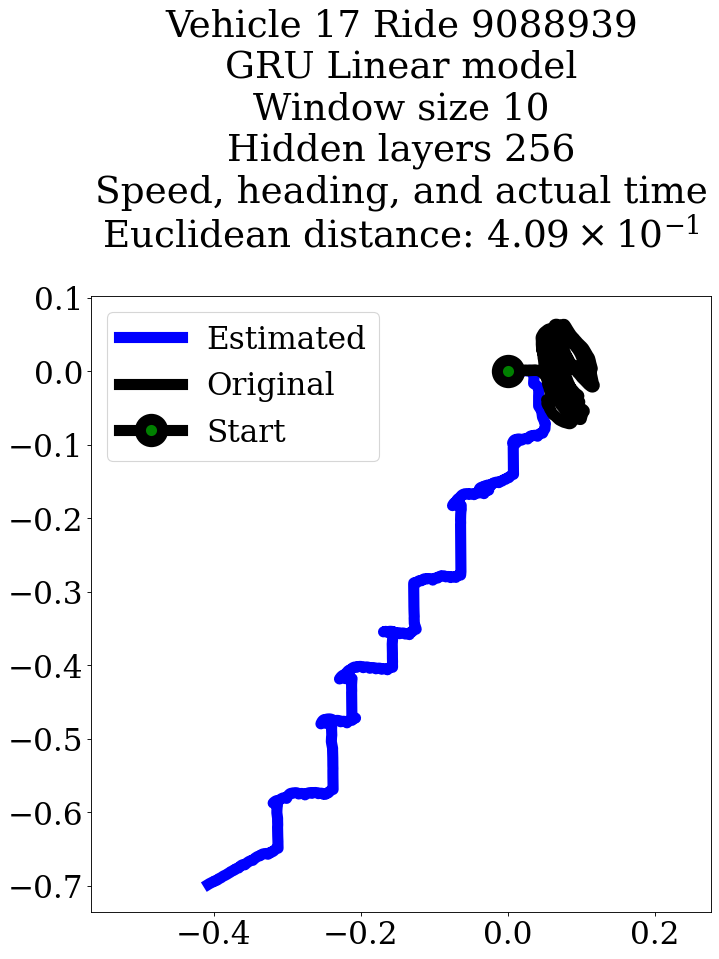 Vehicle 17 Ride 9088939
GRU Linear model
Window size 10
Hidden layers 256
Speed, heading, and actual time
Euclidean distance: 4.09 × 10⁻¹
Estimated
Original
Start
0.1
0.0
−0.1
−0.2
−0.3
−0.4
−0.5
−0.6
−0.7
−0.4 −0.2 0.0 0.2